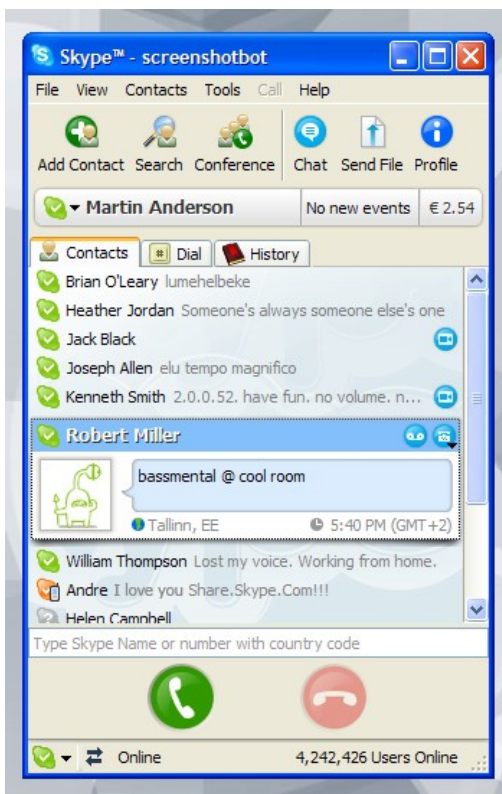 Skype™ - screenshotbot
File View Contacts Tools Call Help
Add Contact Search Conference Chat Send File Profile
Martin Anderson No new events € 2.54
Contacts # Dial History
Brian O'Leary lumehelbeke
Heather Jordan Someone's always someone else's one
Jack Black
Joseph Allen elu tempo magnifico
Kenneth Smith 2.0.0.52. have fun. no volume. n...
Robert Miller
bassmental @ cool room
Tallinn, EE 5:40 PM (GMT+2)
William Thompson Lost my voice. Working from home.
Andre I love you Share.Skype.Com!!!
Helen Campbell
Type Skype Name or number with country code
Online 4,242,426 Users Online